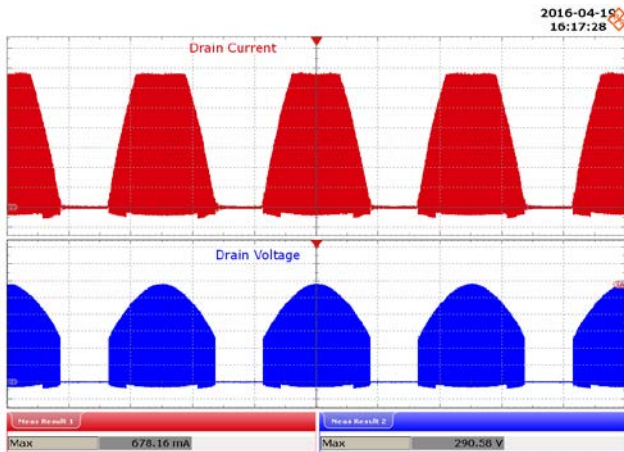 2016-04-19
16:17:28
Drain Current
Drain Voltage
Meas Result 1
Meas Result 2
Max 678.16 mA
Max 290.58 V